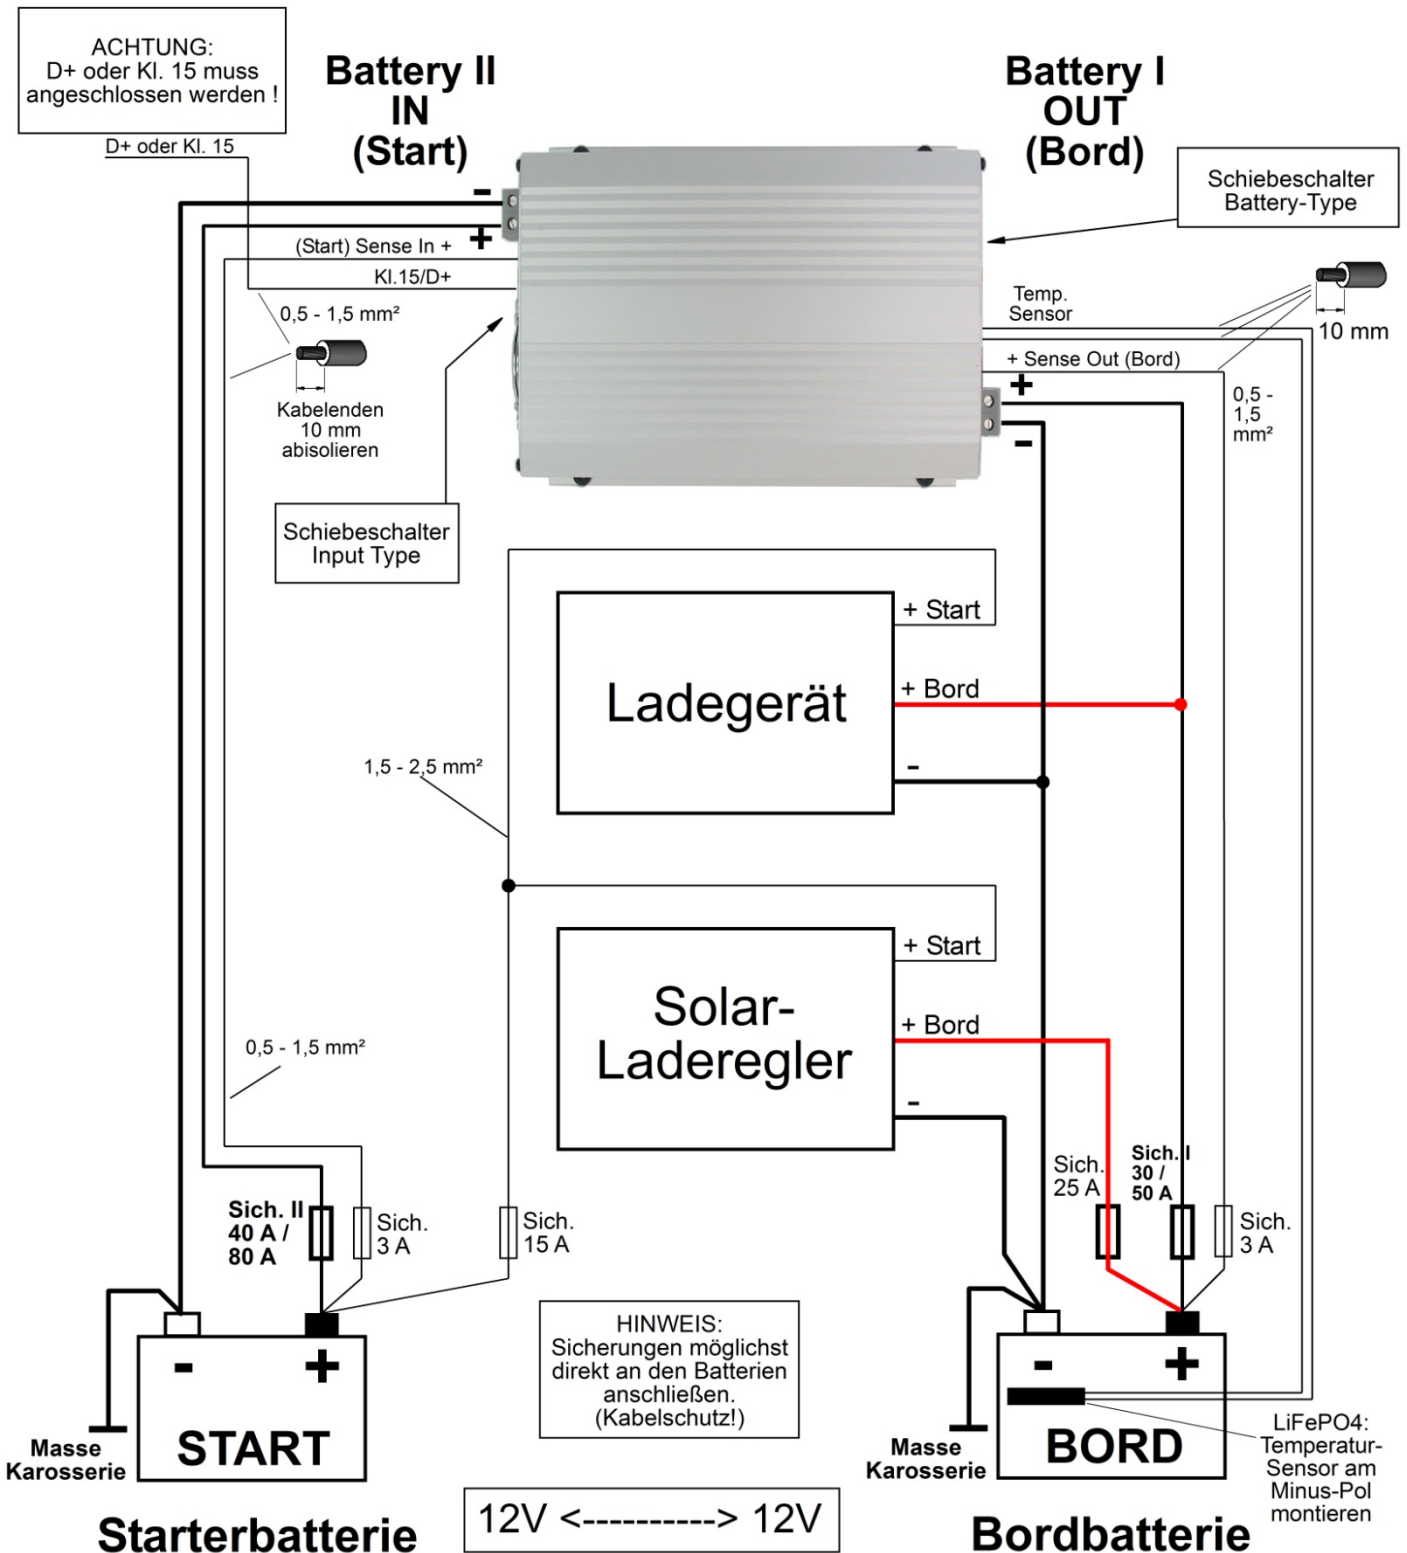 ACHTUNG:
D+ oder Kl. 15 muss
angeschlossen werden !
D+ oder Kl. 15
Battery II
IN
(Start)
Battery I
OUT
(Bord)
Schiebeschalter
Battery-Type
-
+
(Start) Sense In +
Kl.15/D+
0,5 - 1,5 mm²
Kabelenden
10 mm
abisolieren
Schiebeschalter
Input Type
Temp.
Sensor
10 mm
+ Sense Out (Bord)
+
-
0,5 -
1,5
mm²
Ladegerät
+ Start
+ Bord
-
1,5 - 2,5 mm²
Solar-
Laderegler
+ Start
+ Bord
-
0,5 - 1,5 mm²
Sich. II
40 A /
80 A
Sich.
3 A
Sich.
15 A
Sich.
25 A
Sich. I
30 /
50 A
Sich.
3 A
HINWEIS:
Sicherungen möglichst
direkt an den Batterien
anschließen.
(Kabelschutz!)
- +
START
Masse
Karosserie
- +
BORD
Masse
Karosserie
LiFePO4:
Temperatur-
Sensor am
Minus-Pol
montieren
Starterbatterie
12V <----------> 12V
Bordbatterie